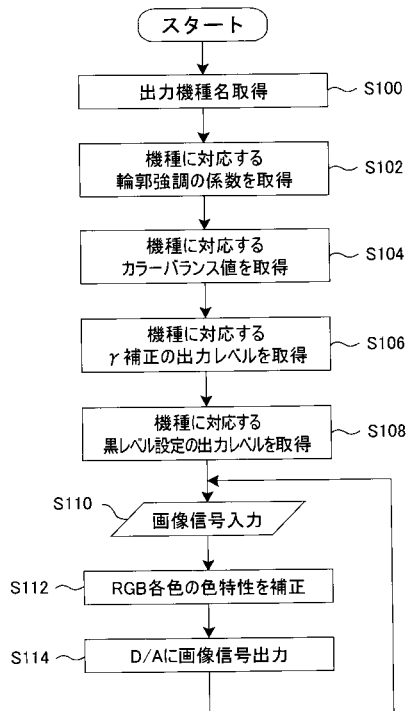 スタート
出力機種名取得
S100
機種に対応する
輪郭強調の係数を取得
S102
機種に対応する
カラーバランス値を取得
S104
機種に対応する
γ補正の出力レベルを取得
S106
機種に対応する
黒レベル設定の出力レベルを取得
S108
S110
画像信号入力
S112
RGB各色の色特性を補正
S114
D/Aに画像信号出力